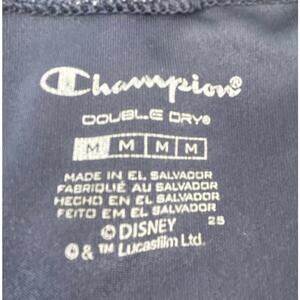 Champion®
DOUBLE DRY®
M M M M
MADE IN EL SALVADOR
FABRIQUÉ AU SALVADOR
HECHO EN EL SALVADOR
FEITO EM EL SALVADOR
25
© DISNEY
© & ™ Lucasfilm Ltd.